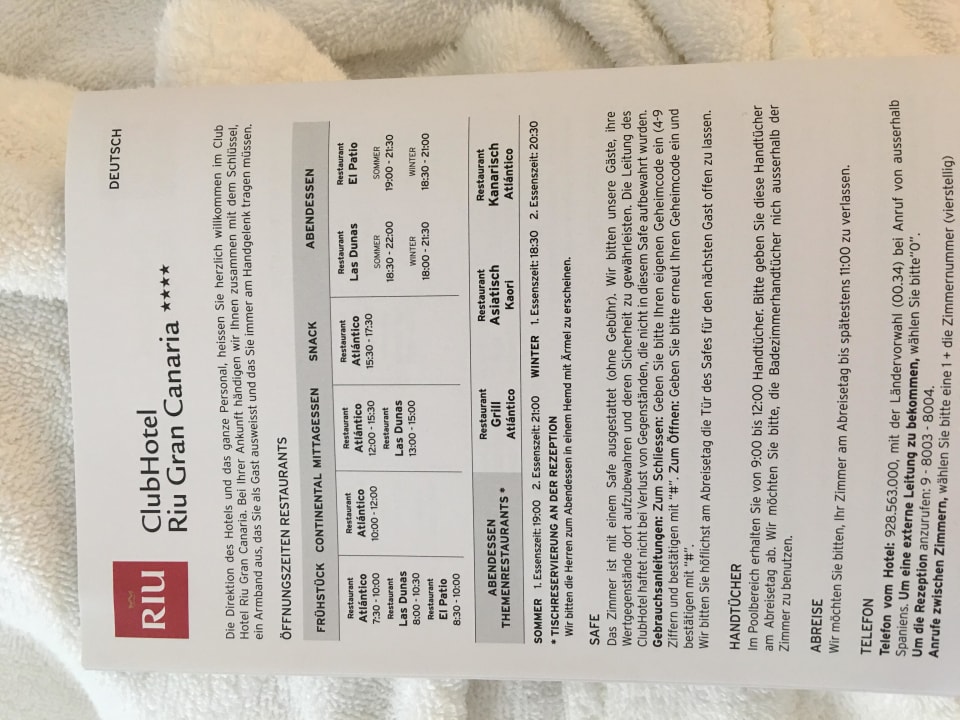 RIU
ClubHotel
Riu Gran Canaria ★★★★
DEUTSCH
Die Direktion des Hotels und das ganze Personal, heissen Sie herzlich willkommen im Club
Hotel Riu Gran Canaria. Bei Ihrer Ankunft händigen wir Ihnen zusammen mit dem Schlüssel,
ein Armband aus, das Sie als Gast ausweisst und das Sie immer am Handgelenk tragen müssen.
ÖFFNUNGSZEITEN RESTAURANTS
FRÜHSTÜCK CONTINENTAL MITTAGESSEN SNACK ABENDESSEN
Restaurant
Atlántico
7:30 - 10:00
Restaurant
Las Dunas
8:00 - 10:30
Restaurant
El Patio
8:30 - 10:00
Restaurant
Atlántico
10:00 - 12:00
Restaurant
Atlántico
12:00 - 15:30
Restaurant
Las Dunas
13:00 - 15:00
Restaurant
Atlántico
15:30 - 17:30
Restaurant
Las Dunas
SOMMER
18:30 - 22:00
WINTER
18:00 - 21:30
Restaurant
El Patio
SOMMER
19:00 - 21:30
WINTER
18:30 - 21:00
ABENDESSEN
THEMENRESTAURANTS *
Restaurant
Grill
Atlántico
Restaurant
Asiatisch
Kaori
Restaurant
Kanarisch
Atlántico
SOMMER 1. Essenszeit: 19:00 2. Essenszeit: 21:00 WINTER 1. Essenszeit: 18:30 2. Essenszeit: 20:30
* TISCHRESERVIERUNG AN DER REZEPTION
Wir bitten die Herren zum Abendessen in einem Hemd mit Ärmel zu erscheinen.
SAFE
Das Zimmer ist mit einem Safe ausgestattet (ohne Gebühr). Wir bitten unsere Gäste, ihre
Wertgegenstände dort aufzubewahren und deren Sicherheit zu gewährleisten. Die Leitung des
ClubHotel haftet nicht bei Verlust von Gegenständen, die nicht in diesem Safe aufbewahrt wurden.
Gebrauchsanleitungen: Zum Schliessen: Geben Sie bitte Ihren eigenen Geheimcode ein (4-9
Ziffern und bestätigen mit "#". Zum Öffnen: Geben Sie bitte erneut Ihren Geheimcode ein und
bestätigen mit "#".
Wir bitten Sie höflichst am Abreisetag die Tür des Safes für den nächsten Gast offen zu lassen.
HANDTÜCHER
Im Poolbereich erhalten Sie von 9:00 bis 12:00 Handtücher. Bitte geben Sie diese Handtücher
am Abreisetag ab. Wir möchten Sie bitte, die Badezimmerhandtücher nich ausserhalb der
Zimmer zu benutzen.
ABREISE
Wir möchten Sie bitten, Ihr Zimmer am Abreisetag bis spätestens 11:00 zu verlassen.
TELEFON
Telefon vom Hotel: 928.563.000, mit der Ländervorwahl (00.34) bei Anruf von ausserhalb
Spaniens. Um eine externe Leitung zu bekommen, wählen Sie bitte"0".
Um die Rezeption anzurufen: 9 - 8003 - 8004.
Anrufe zwischen Zimmern, wählen Sie bitte eine 1 + die Zimmernummer (vierstellig)